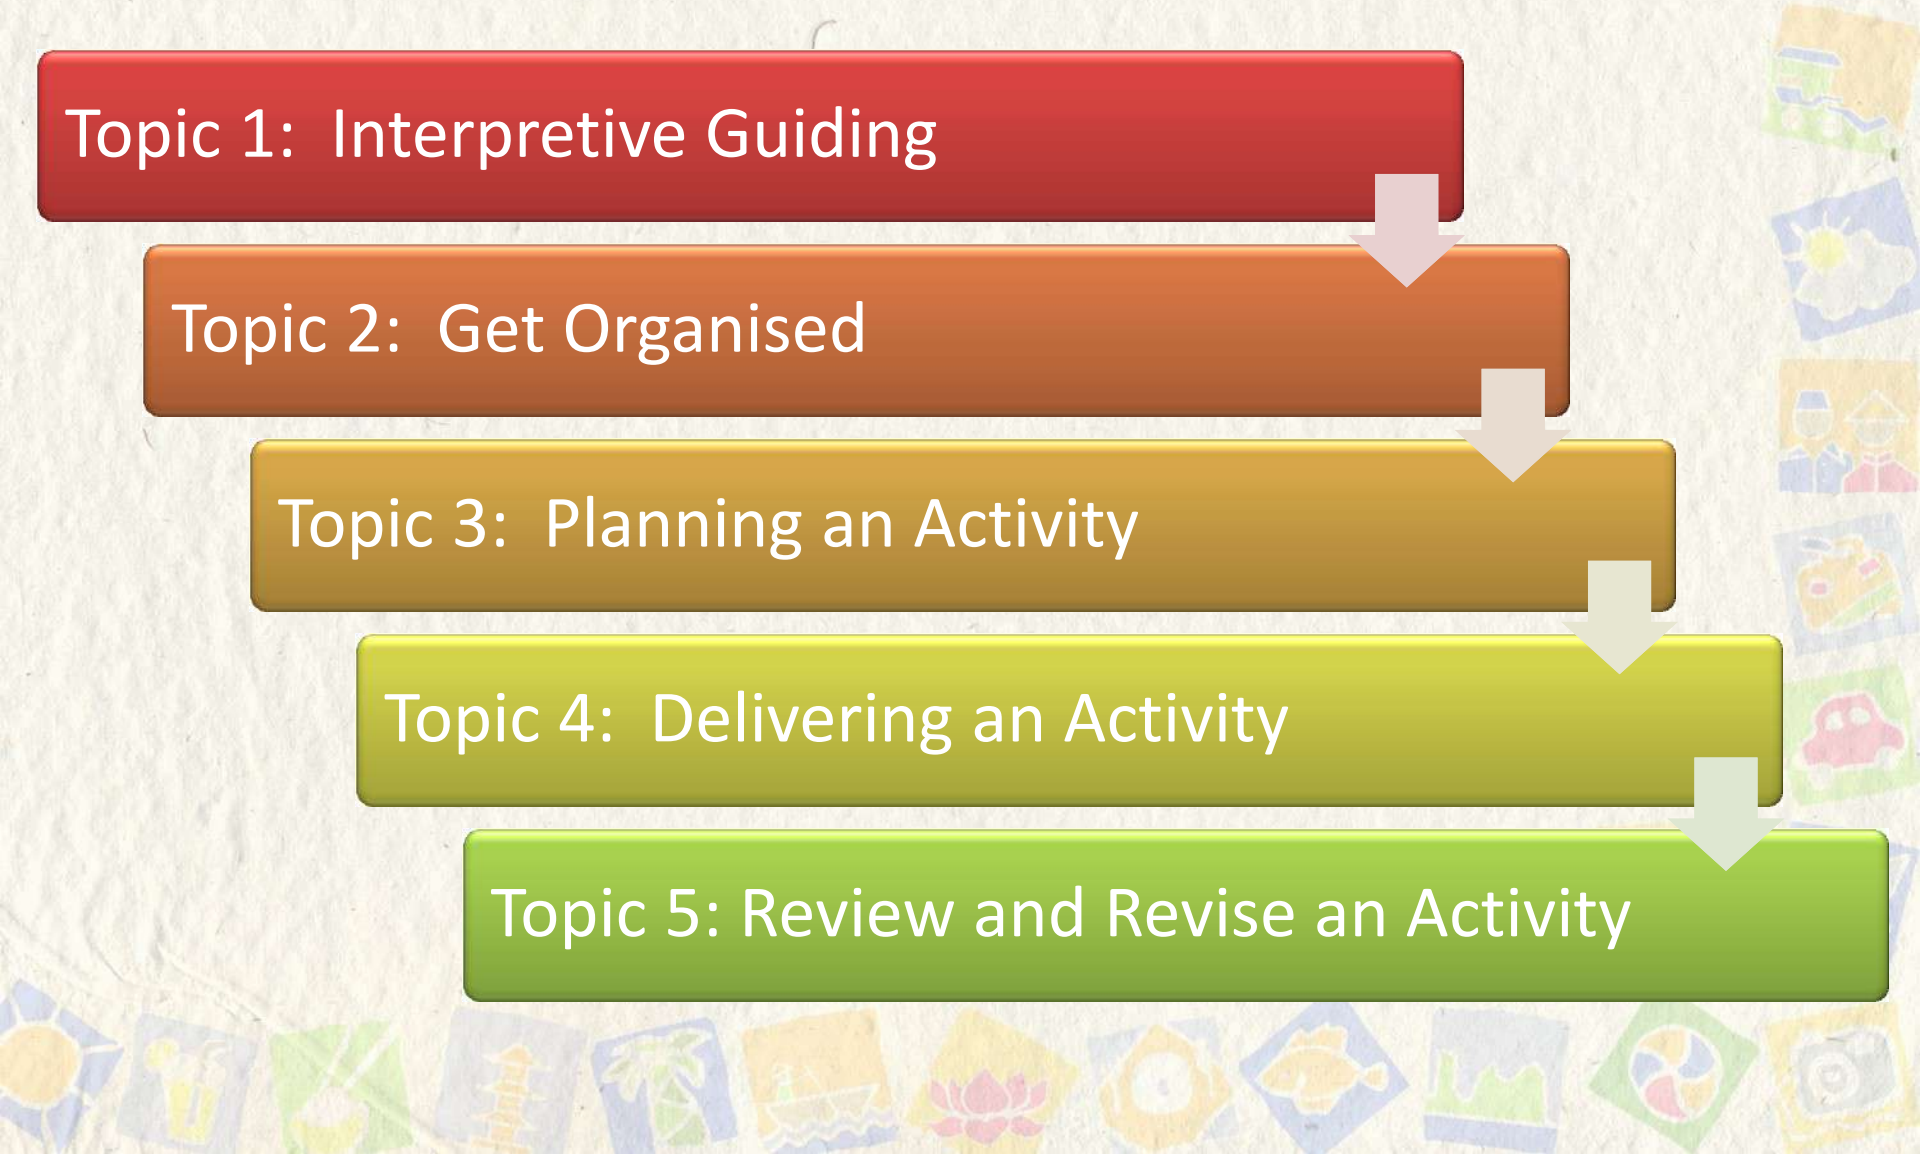 Topic 1:  Interpretive Guiding
Topic 2:  Get Organised
Topic 3:  Planning an Activity
Topic 4:  Delivering an Activity
Topic 5: Review and Revise an Activity